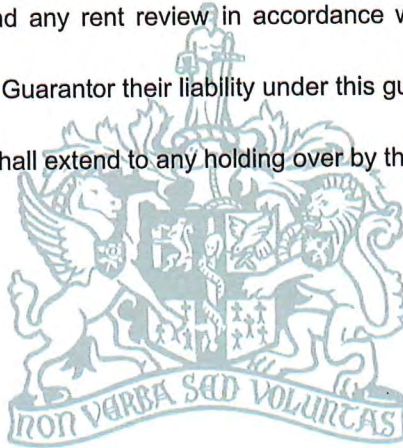 nd any rent review in accordance w
Guarantor their liability under this gu
hall extend to any holding over by th
NON VERBA SED VOLUNTAS